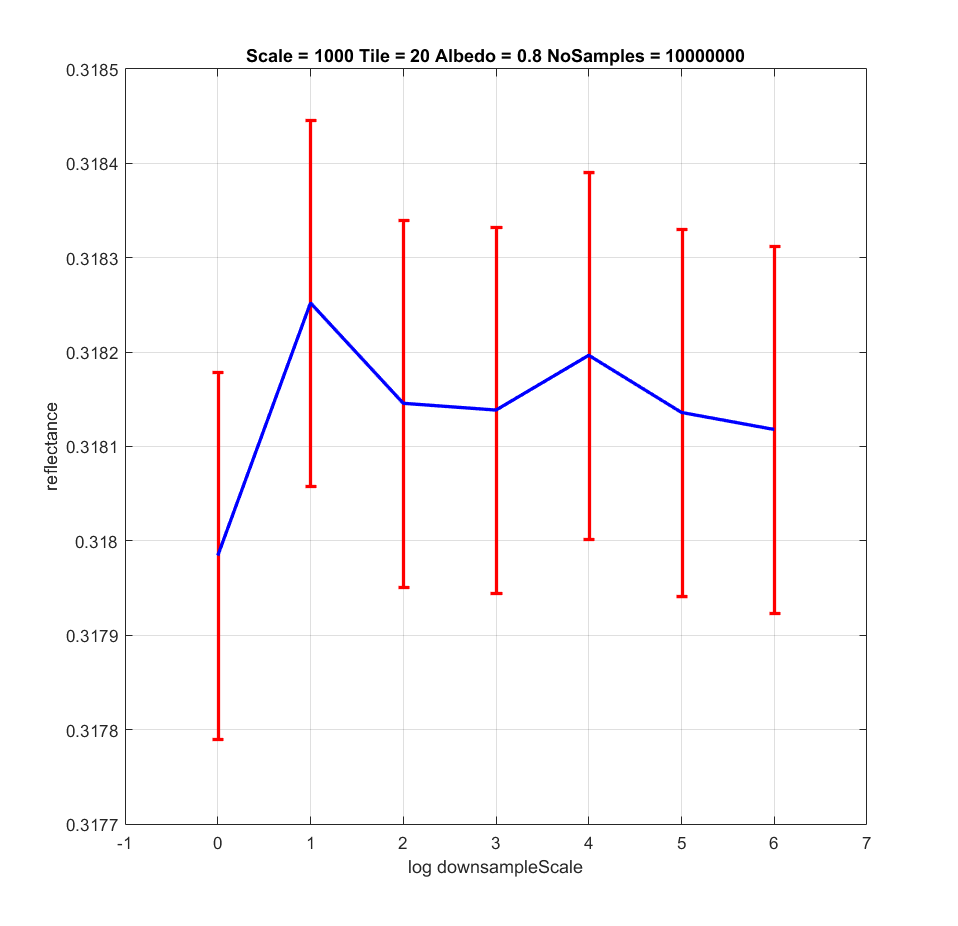 Scale = 1000 Tile = 20 Albedo = 0.8 NoSamples = 10000000
0.3185
0.3184
0.3183
0.3182
0.3181
0.318
0.3179
0.3178
0.3177
reflectance
-1 0 1 2 3 4 5 6 7
log downsampleScale